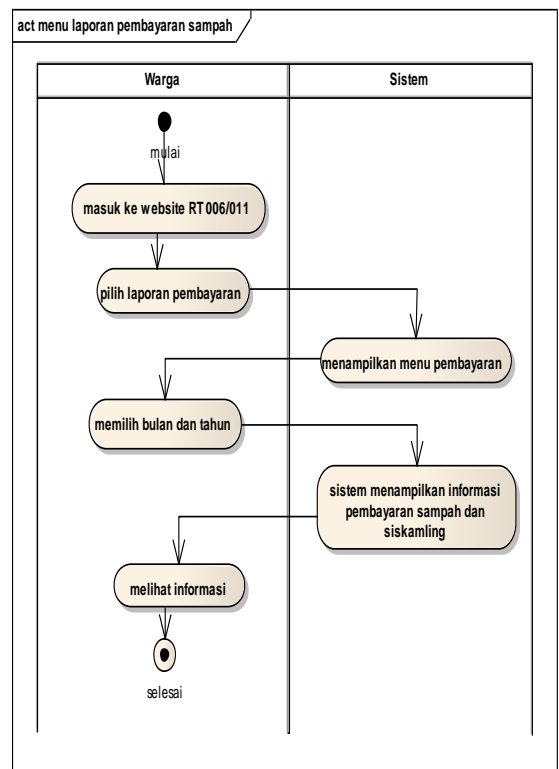 act menu laporan pembayaran sampah
Warga
Sistem
mulai
masuk ke website RT 006/011
pilih laporan pembayaran
menampilkan menu pembayaran
memilih bulan dan tahun
sistem menampilkan informasi
pembayaran sampah dan
siskamling
melihat informasi
selesai